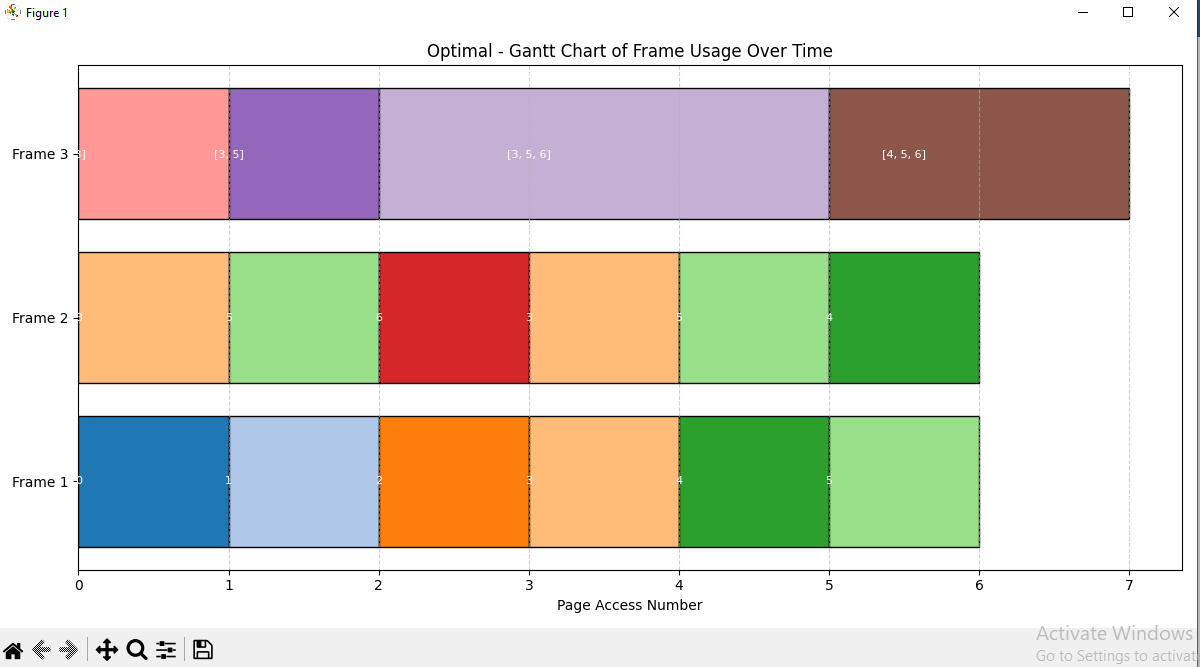 Figure 1
Optimal - Gantt Chart of Frame Usage Over Time
Frame 3
[3, 5]
[3, 5, 6]
[4, 5, 6]
Frame 2
3 5 6 3 5 4
Frame 1
0 1 2 3 4 5
0 1 2 3 4 5 6 7
Page Access Number
Activate Windows
Go to Settings to activat